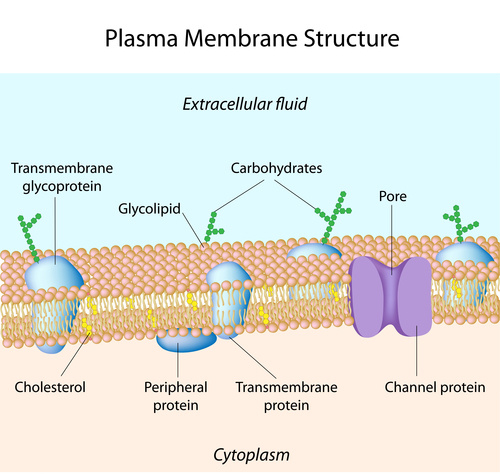 Plasma Membrane Structure
Extracellular fluid
Transmembrane
glycoprotein
Carbohydrates
Glycolipid
Pore
Cholesterol
Peripheral
protein
Transmembrane
protein
Channel protein
Cytoplasm